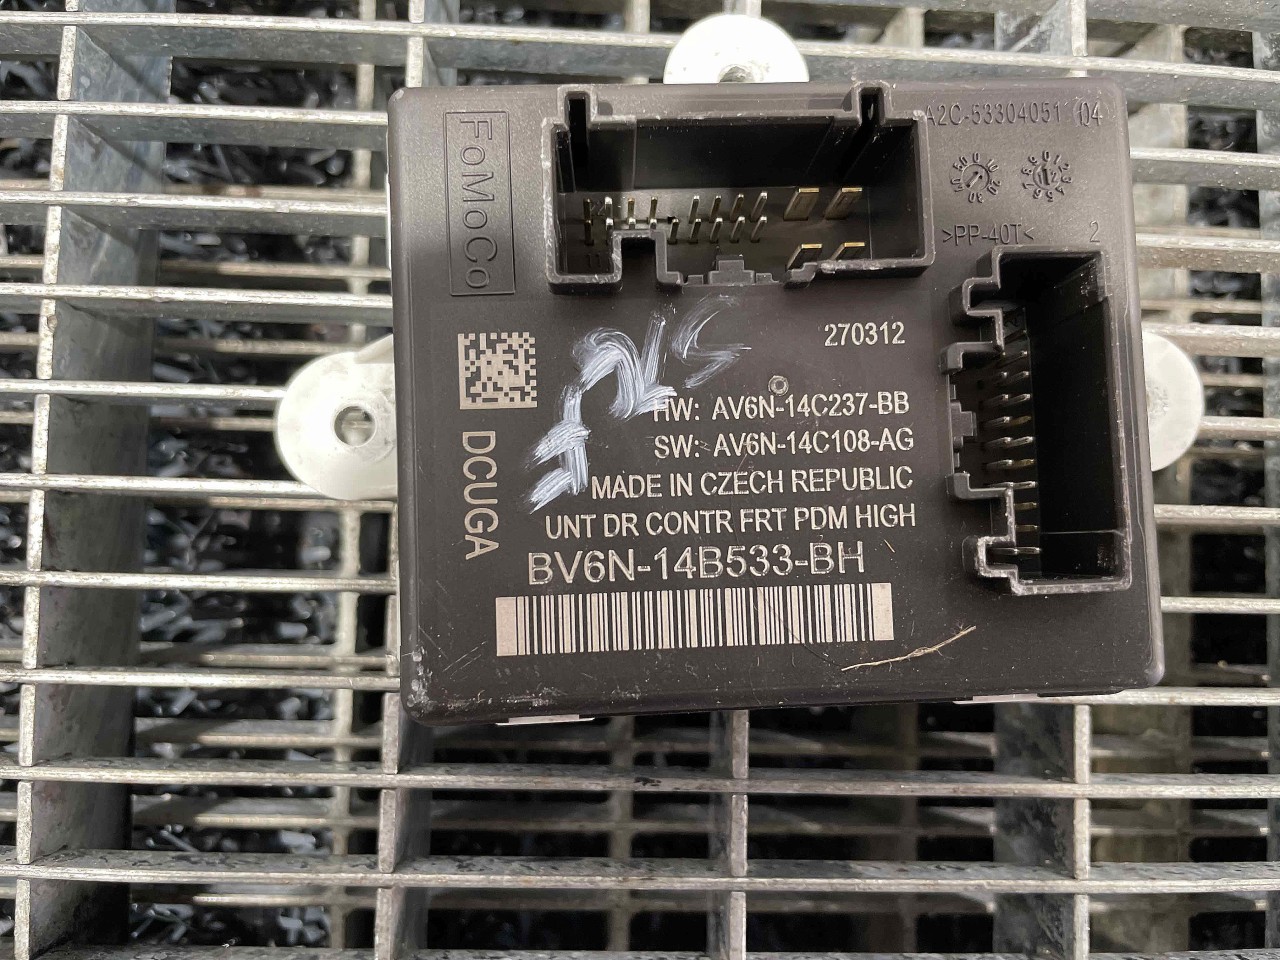 FoMoCo
A2C-53304051 04
>PP-40T< 2
270312
HW: AV6N-14C237-BB
SW: AV6N-14C108-AG
MADE IN CZECH REPUBLIC
UNT DR CONTR FRT PDM HIGH
BV6N-14B533-BH
DCUGA